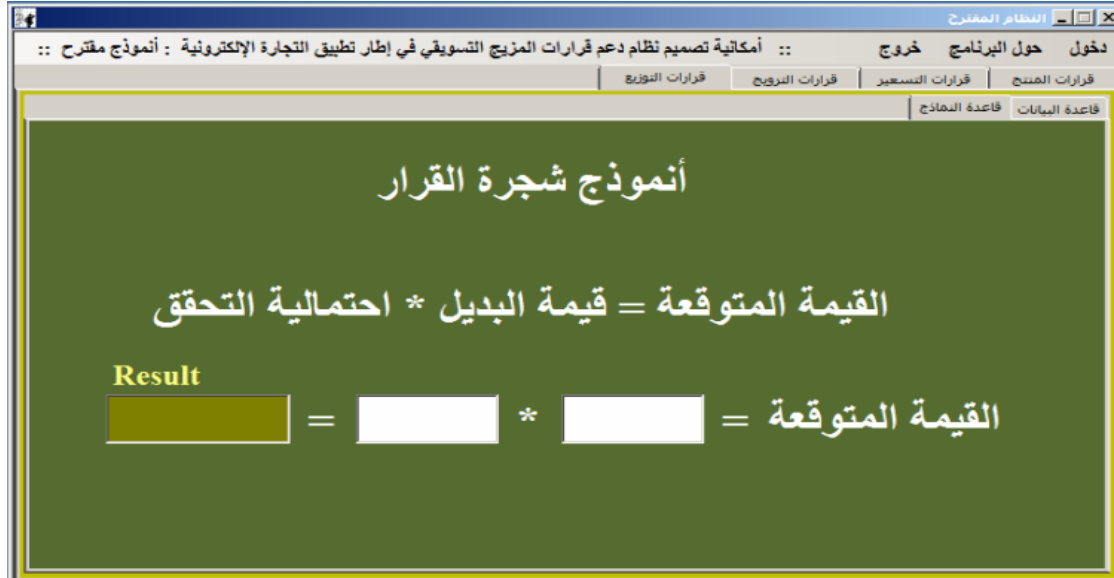 النظام المقترح
دخول حول البرنامج خروج :: أمكانية تصميم نظام دعم قرارات المزيج التسويقي في إطار تطبيق التجارة الإلكترونية : أنموذج مقترح ::
قرارات المنتج قرارات التسعير قرارات الترويج قرارات التوزيع
قاعدة البيانات قاعدة النماذج
أنموذج شجرة القرار
القيمة المتوقعة = قيمة البديل * احتمالية التحقق
Result
القيمة المتوقعة = * =